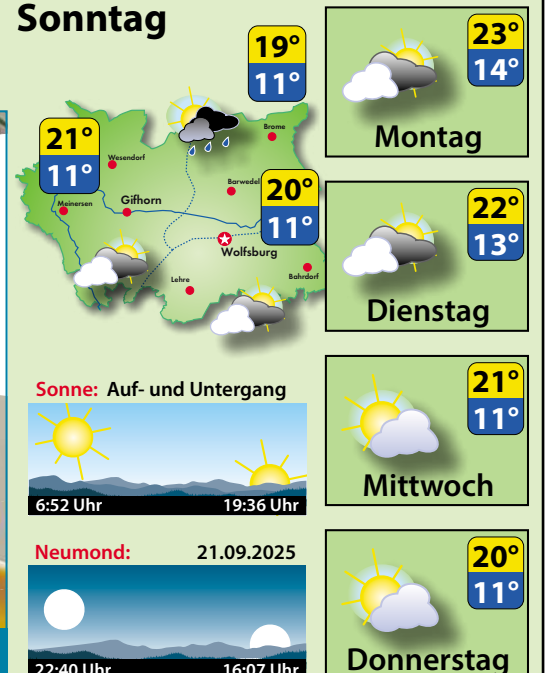 Sonntag
19°
11°
21°
11°
Brome
Wesendorf
Barwedel
20°
11°
Meinersen
Gifhorn
Wolfsburg
Lehre
Bahrdorf
Sonne: Auf- und Untergang
6:52 Uhr 19:36 Uhr
Neumond: 21.09.2025
22:40 Uhr 16:07 Uhr
23°
14°
Montag
22°
13°
Dienstag
21°
11°
Mittwoch
20°
11°
Donnerstag